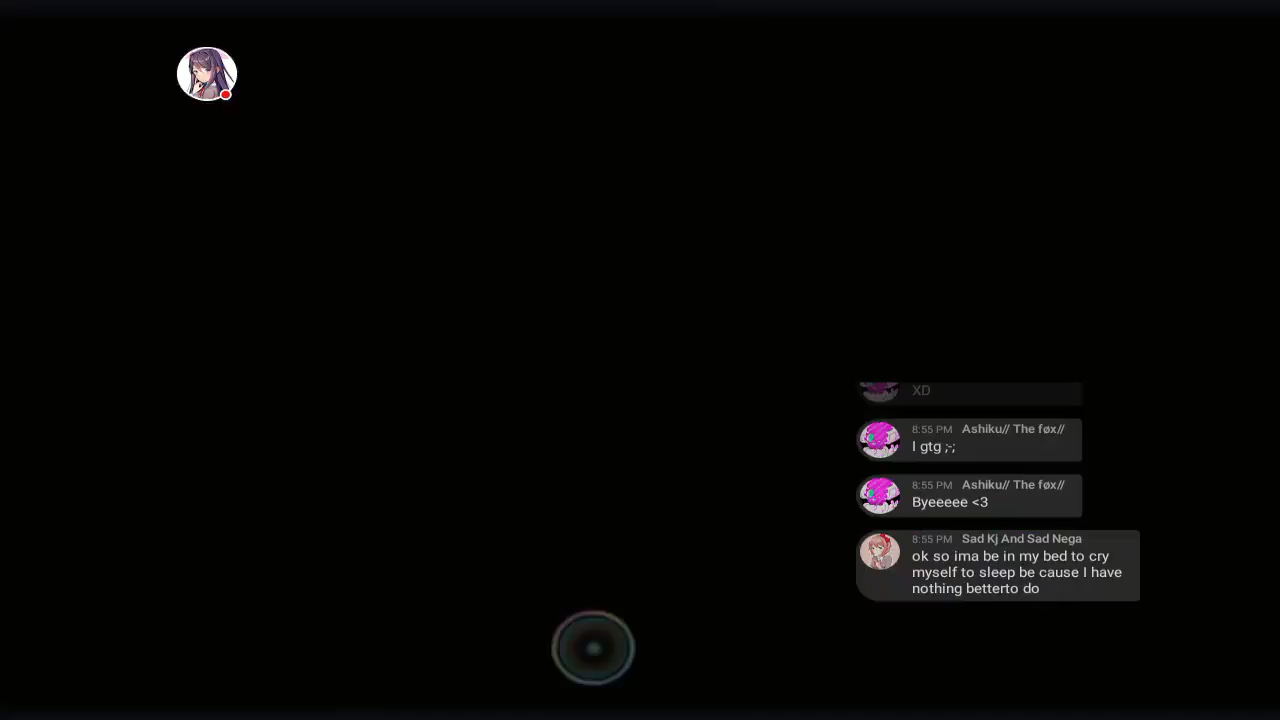 XD
8:55 PM Ashiku// The føx//
I gtg ;-;
8:55 PM Ashiku// The føx//
Byeeeee <3
8:55 PM Sad Kj And Sad Nega
ok so ima be in my bed to cry
myself to sleep be cause I have
nothing betterto do